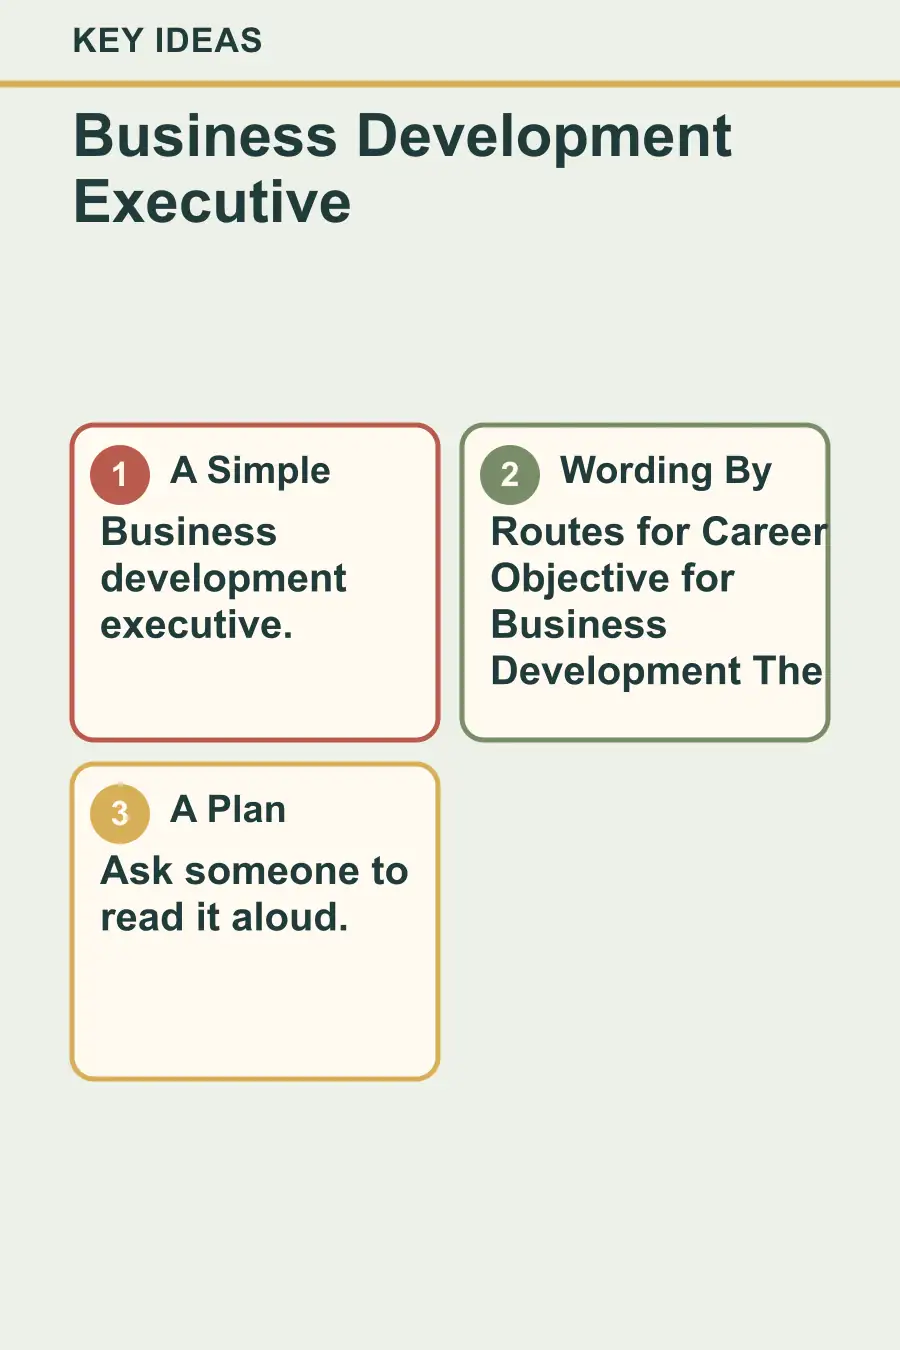 KEY IDEAS
Business Development
Executive
1 A Simple
Business
development
executive.
2 Wording By
Routes for Career
Objective for
Business
Development The
3 A Plan
Ask someone to
read it aloud.